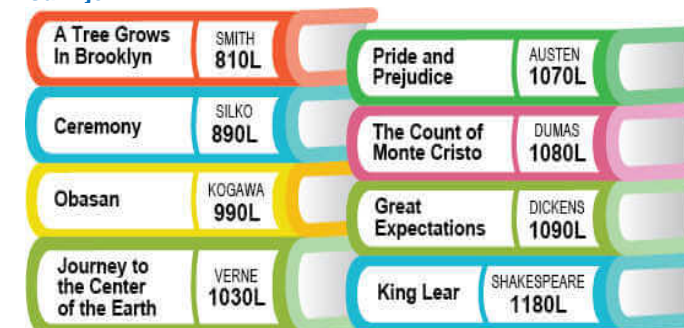 A Tree Grows
In Brooklyn
SMITH
810L
Ceremony
SILKO
890L
Obasan
KOGAWA
990L
Journey to
the Center
of the Earth
VERNE
1030L
Pride and
Prejudice
AUSTEN
1070L
The Count of
Monte Cristo
DUMAS
1080L
Great
Expectations
DICKENS
1090L
King Lear
SHAKESPEARE
1180L